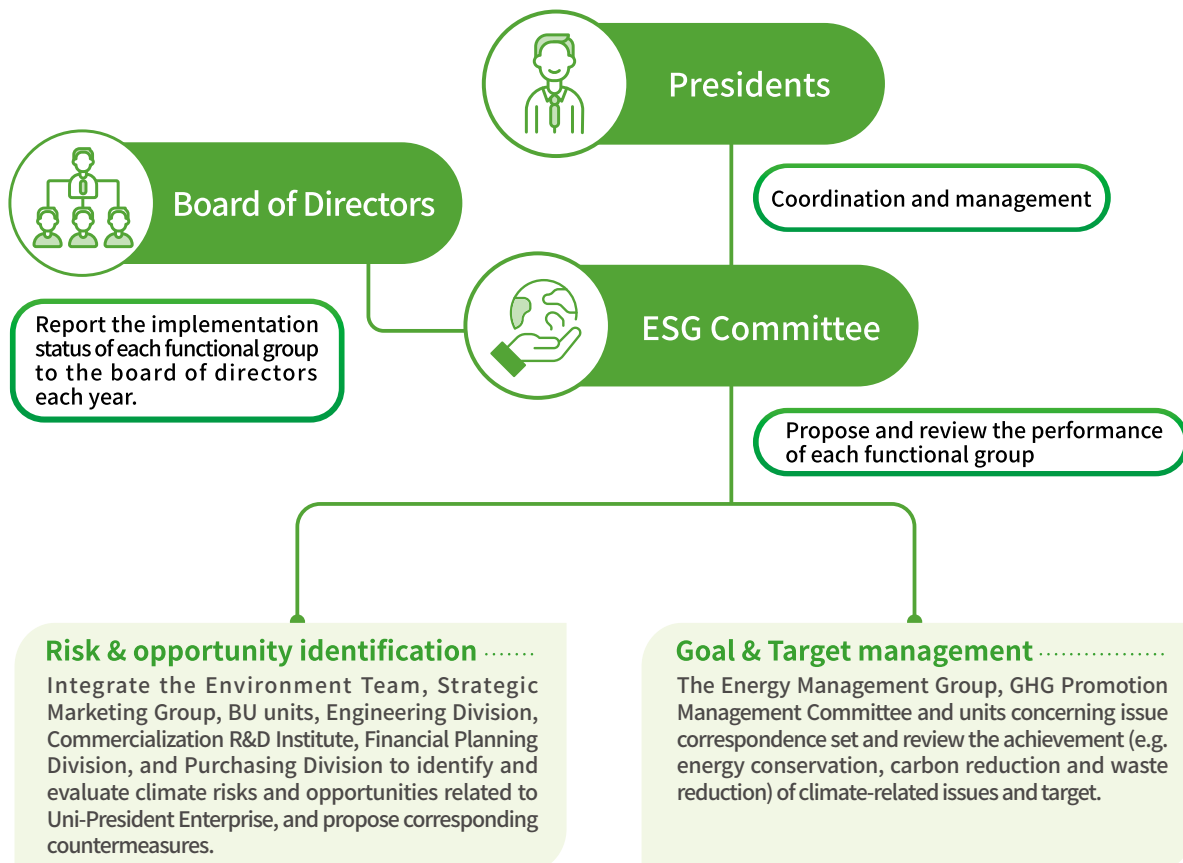 Presidents
Coordination and management
Board of Directors
Report the implementation
status of each functional group
to the board of directors
each year.
ESG Committee
Propose and review the performance
of each functional group
Risk & opportunity identification
Integrate the Environment Team, Strategic
Marketing Group, BU units, Engineering Division,
Commercialization R&D Institute, Financial Planning
Division, and Purchasing Division to identify and
evaluate climate risks and opportunities related to
Uni-President Enterprise, and propose corresponding
countermeasures.
Goal & Target management
The Energy Management Group, GHG Promotion
Management Committee and units concerning issue
correspondence set and review the achievement (e.g.
energy conservation, carbon reduction and waste
reduction) of climate-related issues and target.